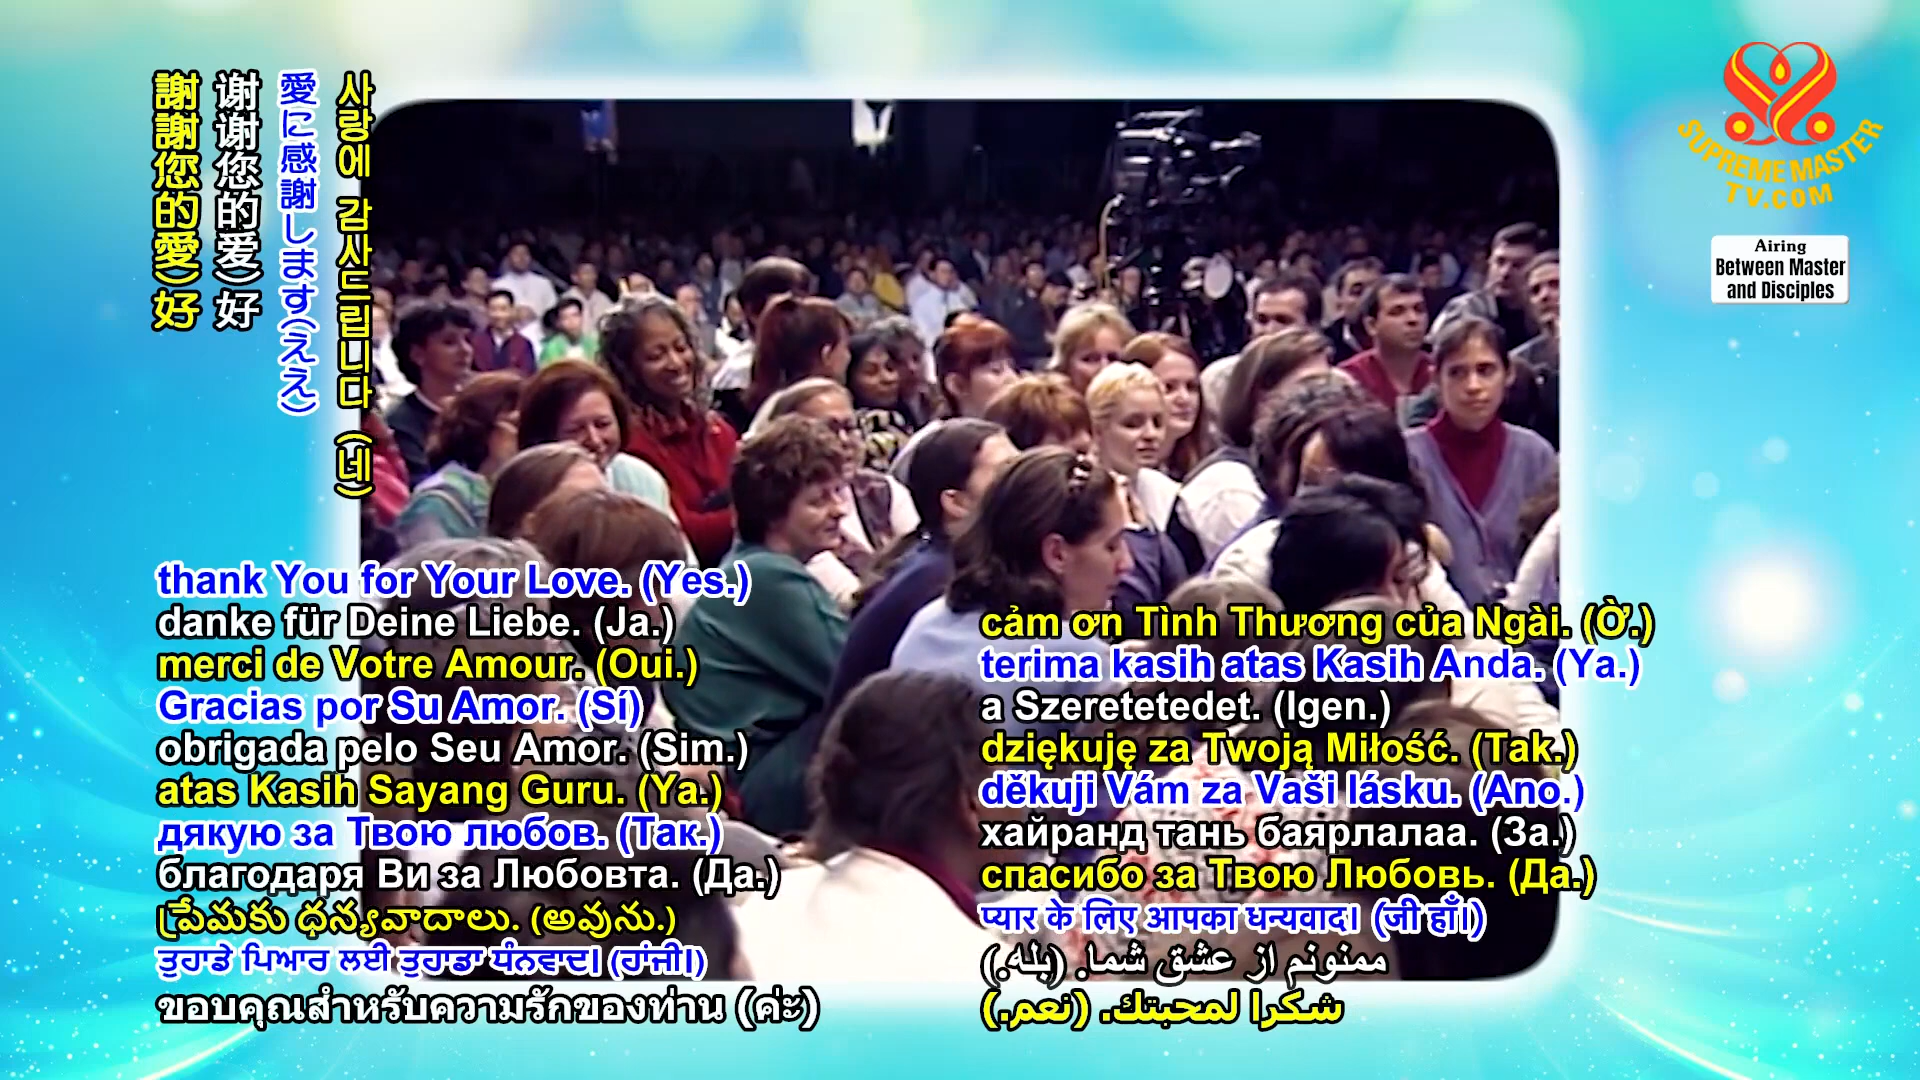 謝謝您的愛）好
谢谢您的爱）好
愛に感謝します(ええ)
사랑에 감사드립니다 (네)
SUPREME MASTER
TV.COM
Airing
Between Master
and Disciples
thank You for Your Love. (Yes.)
danke für Deine Liebe. (Ja.)
merci de Votre Amour. (Oui.)
Gracias por Su Amor. (Sí)
obrigada pelo Seu Amor. (Sim.)
atas Kasih Sayang Guru. (Ya.)
дякую за Твою любов. (Так.)
благодаря Ви за Любовта. (Да.)
ప్రేమకు ధన్యవాదాలు. (అవును.)
ਤੁਹਾਡੇ ਪਿਆਰ ਲਈ ਤੁਹਾਡਾ ਧੰਨਵਾਦ। (ਹਾਂਜੀ।)
ขอบคุณสำหรับความรักของท่าน (ค่ะ)
cảm ơn Tình Thương của Ngài. (Ờ.)
terima kasih atas Kasih Anda. (Ya.)
a Szeretetedet. (Igen.)
dziękuję za Twoją Miłość. (Tak.)
děkuji Vám za Vaši lásku. (Ano.)
хайранд тань баярлалаа. (За.)
спасибо за Твою Любовь. (Да.)
प्यार के लिए आपका धन्यवाद। (जी हाँ।)
ممنونم از عشق شما. (بله.)
شكرا لمحبتك. (نعم.)